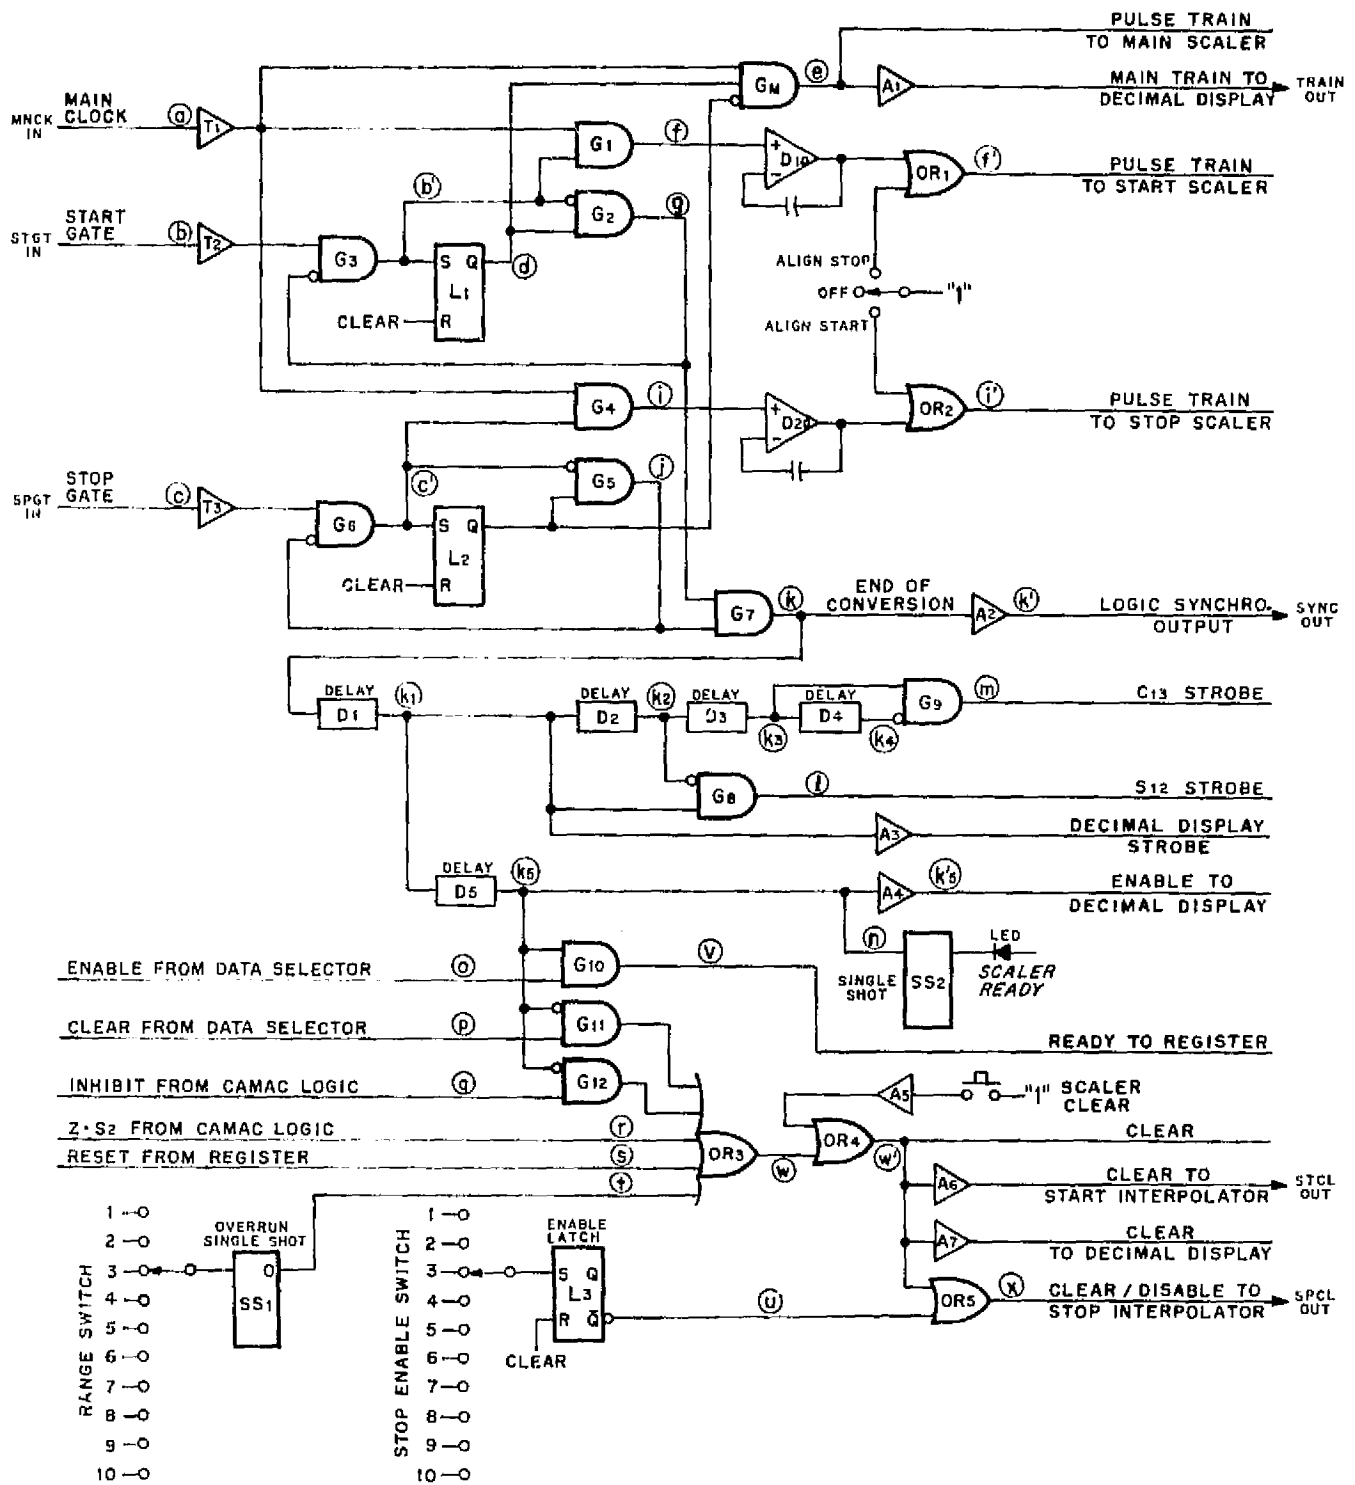 PULSE TRAIN
TO MAIN SCALER
e
GM
A1
MAIN TRAIN TO
DECIMAL DISPLAY
TRAIN
OUT
MNCK
IN
MAIN
CLOCK
a
T1
G1
f
+
-
D10
OR1
f'
PULSE TRAIN
TO START SCALER
b'
G2
g
STGT
IN
START
GATE
b
T2
G3
S Q
L1
R
d
CLEAR
ALIGN STOP
OFF
"1"
ALIGN START
G4
i
+
-
D20
OR2
i'
PULSE TRAIN
TO STOP SCALER
G5
j
c'
SPGT
IN
STOP
GATE
c
T3
G6
S Q
L2
R
CLEAR
G7
k
END OF
CONVERSION
A2
k'
LOGIC SYNCHRO.
OUTPUT
SYNC
OUT
DELAY
D1
k1
DELAY
D2
k2
DELAY
D3
k3
DELAY
D4
k4
G9
m
C13 STROBE
G8
l
S12 STROBE
A3
DECIMAL DISPLAY
STROBE
DELAY
D5
k5
A4
k'5
ENABLE TO
DECIMAL DISPLAY
n
SINGLE
SHOT
SS2
LED
SCALER
READY
ENABLE FROM DATA SELECTOR
o
G10
v
READY TO REGISTER
CLEAR FROM DATA SELECTOR
p
G11
INHIBIT FROM CAMAC LOGIC
q
G12
A5
"1" SCALER
CLEAR
Z·S2 FROM CAMAC LOGIC
r
RESET FROM REGISTER
s
t
OR3
w
OR4
w'
CLEAR
A6
CLEAR TO
START INTERPOLATOR
STCL
OUT
A7
CLEAR
TO DECIMAL DISPLAY
OR5
x
CLEAR / DISABLE TO
STOP INTERPOLATOR
SPCL
OUT
RANGE SWITCH
1
2
3
4
5
6
7
8
9
10
OVERRUN
SINGLE SHOT
O
SS1
STOP ENABLE SWITCH
1
2
3
4
5
6
7
8
9
10
ENABLE
LATCH
S Q
L3
R Q̄
CLEAR
u